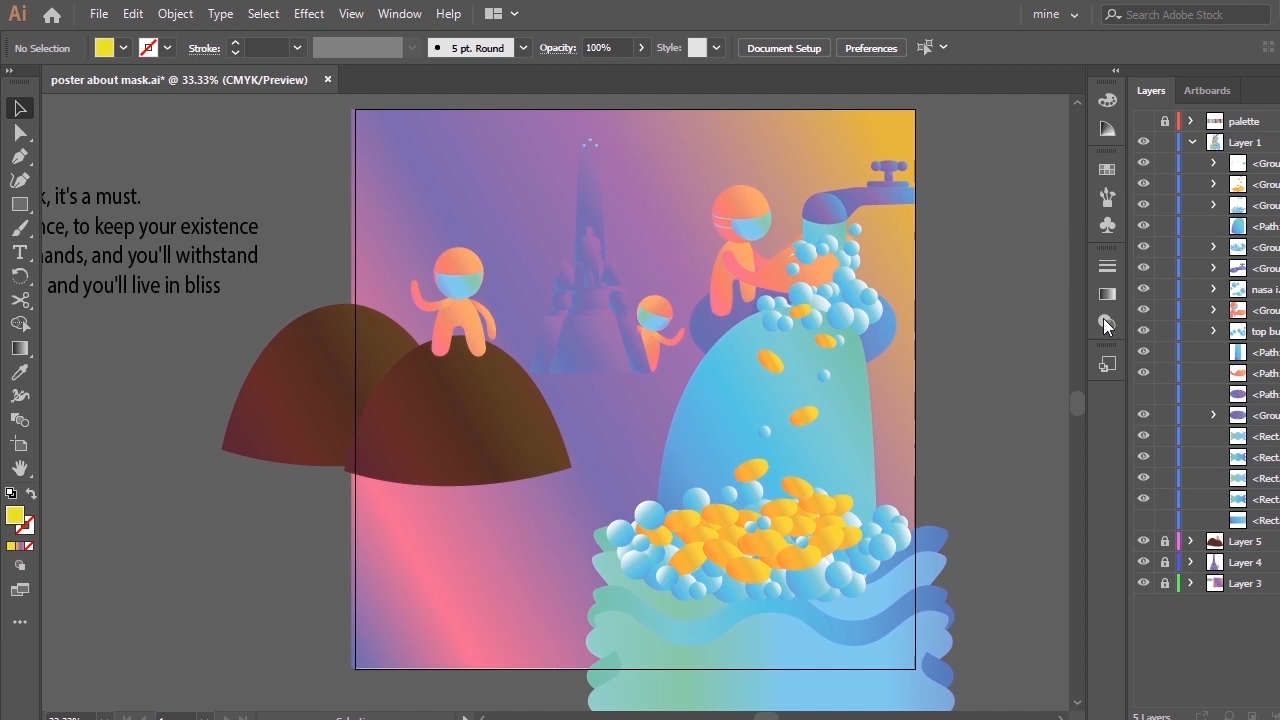 Ai File Edit Object Type Select Effect View Window Help mine Search Adobe Stock
No Selection Stroke: 5 pt. Round Opacity: 100% Style: Document Setup Preferences
poster about mask.ai* @ 33.33% (CMYK/Preview) ×
Layers Artboards
palette
Layer 1
<Grou
<Grou
<Grou
<Path
<Grou
<Grou
nasa i.
<Grou
top bu
<Path
<Path
<Path
<Grou
<Rect.
<Rect.
<Rect.
<Rect.
<Rect.
Layer 5
Layer 4
Layer 3
5 Layers
k, it's a must.
nce, to keep your existence
hands, and you'll withstand
and you'll live in bliss
33.33%